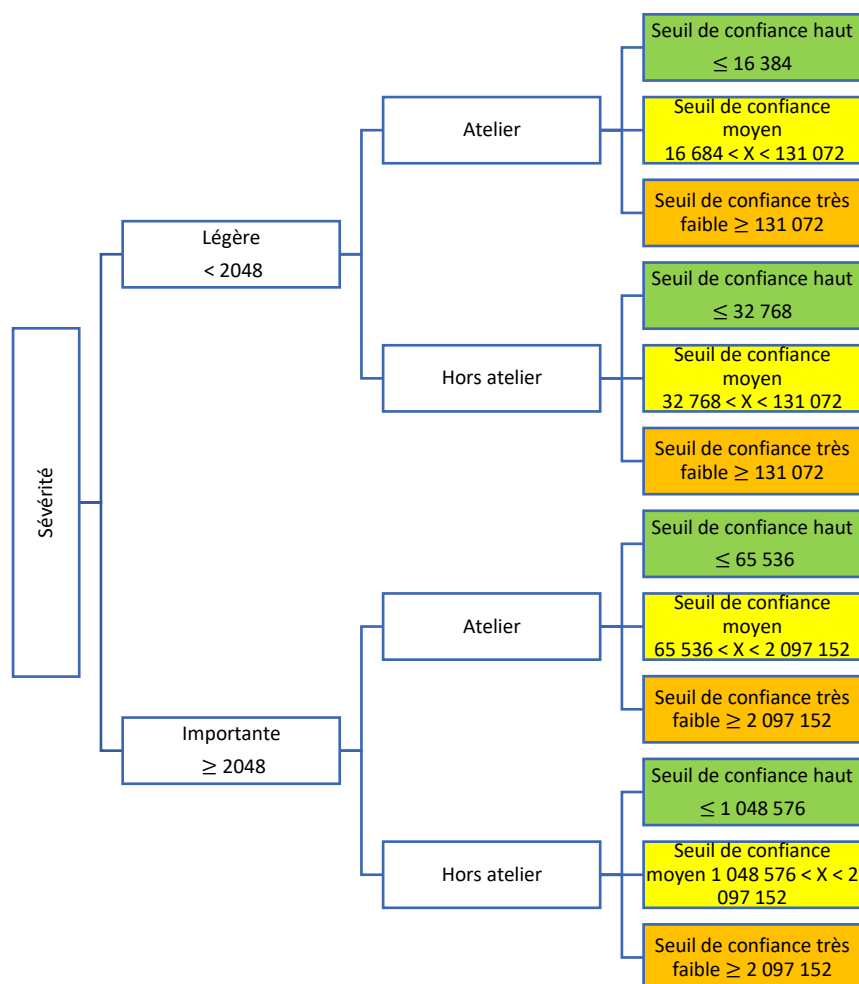 Sévérité
Légère
< 2048
Atelier
Seuil de confiance haut
≤ 16 384
Seuil de confiance
moyen
16 684 < X < 131 072
Seuil de confiance très
faible ≥ 131 072
Hors atelier
Seuil de confiance haut
≤ 32 768
Seuil de confiance
moyen
32 768 < X < 131 072
Seuil de confiance très
faible ≥ 131 072
Importante
≥ 2048
Atelier
Seuil de confiance haut
≤ 65 536
Seuil de confiance
moyen
65 536 < X < 2 097 152
Seuil de confiance très
faible ≥ 2 097 152
Hors atelier
Seuil de confiance haut
≤ 1 048 576
Seuil de confiance
moyen 1 048 576 < X < 2
097 152
Seuil de confiance très
faible ≥ 2 097 152